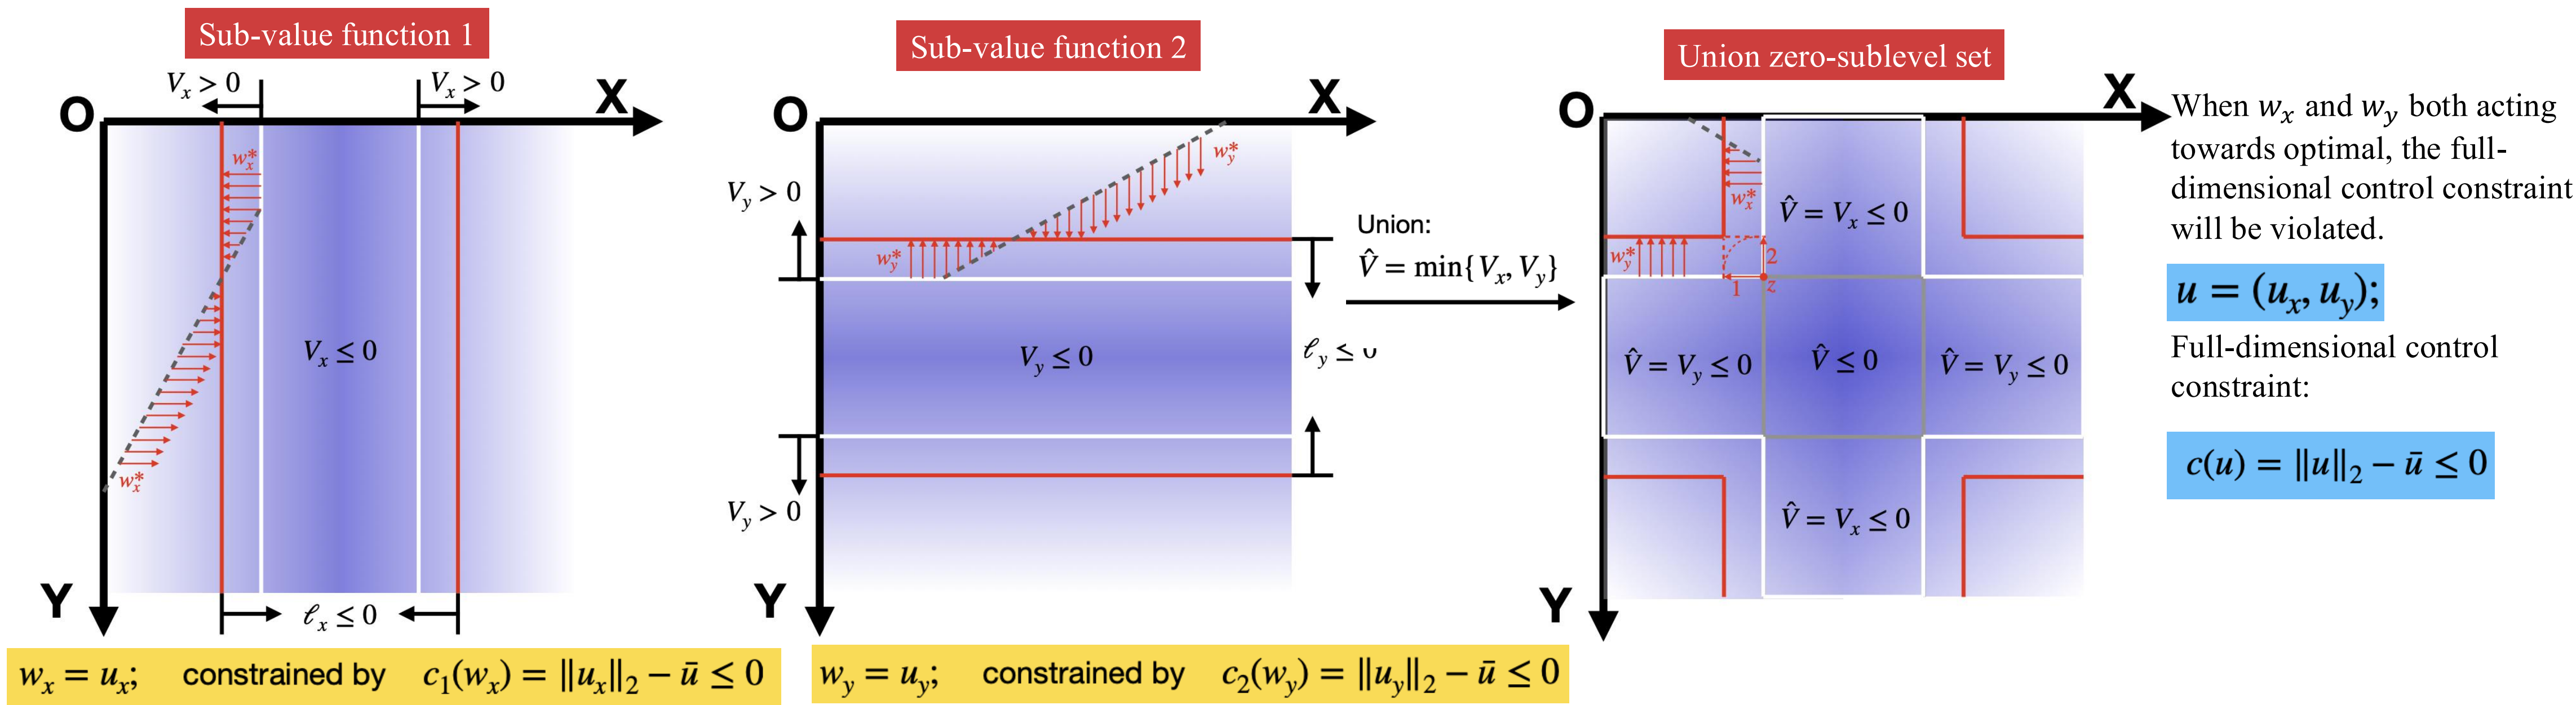 Sub-value function 1
V_x > 0
V_x > 0
O
X
w_x^*
V_x ≤ 0
w_x^*
Y
ℓ_x ≤ 0
w_x = u_x; constrained by c_1(w_x) = ‖u_x‖_2 − ū ≤ 0
Sub-value function 2
O
X
w_y^*
V_y > 0
w_y^*
V_y ≤ 0
ℓ_y ≤
V_y > 0
Y
w_y = u_y; constrained by c_2(w_y) = ‖u_y‖_2 − ū ≤ 0
Union:
V̂ = min{V_x, V_y}
Union zero-sublevel set
O
X
w_x^*
V̂ = V_x ≤ 0
w_y^*
2
1
z
V̂ = V_y ≤ 0
V̂ ≤ 0
V̂ = V_y ≤ 0
V̂ = V_x ≤ 0
Y
When w_x and w_y both acting
towards optimal, the full-
dimensional control constraint
will be violated.
u = (u_x, u_y);
Full-dimensional control
constraint:
c(u) = ‖u‖_2 − ū ≤ 0